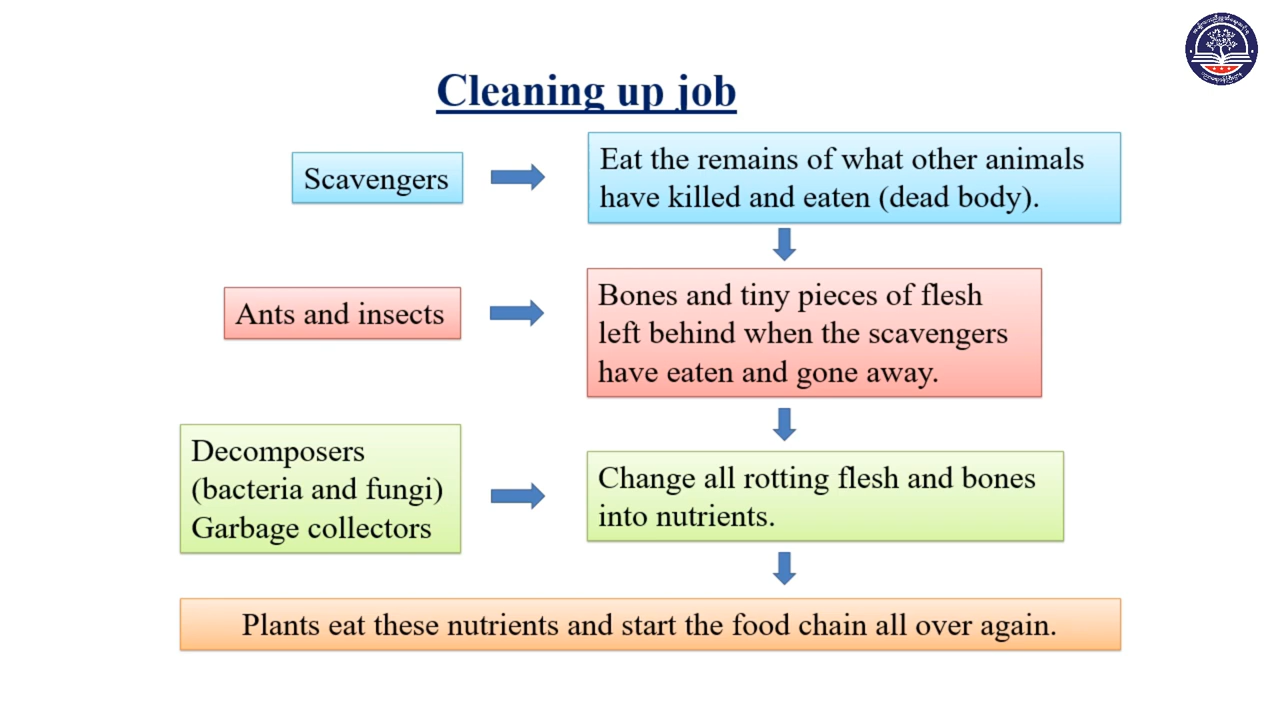 Cleaning up job
Scavengers
Eat the remains of what other animals
have killed and eaten (dead body).
Ants and insects
Bones and tiny pieces of flesh
left behind when the scavengers
have eaten and gone away.
Decomposers
(bacteria and fungi)
Garbage collectors
Change all rotting flesh and bones
into nutrients.
Plants eat these nutrients and start the food chain all over again.